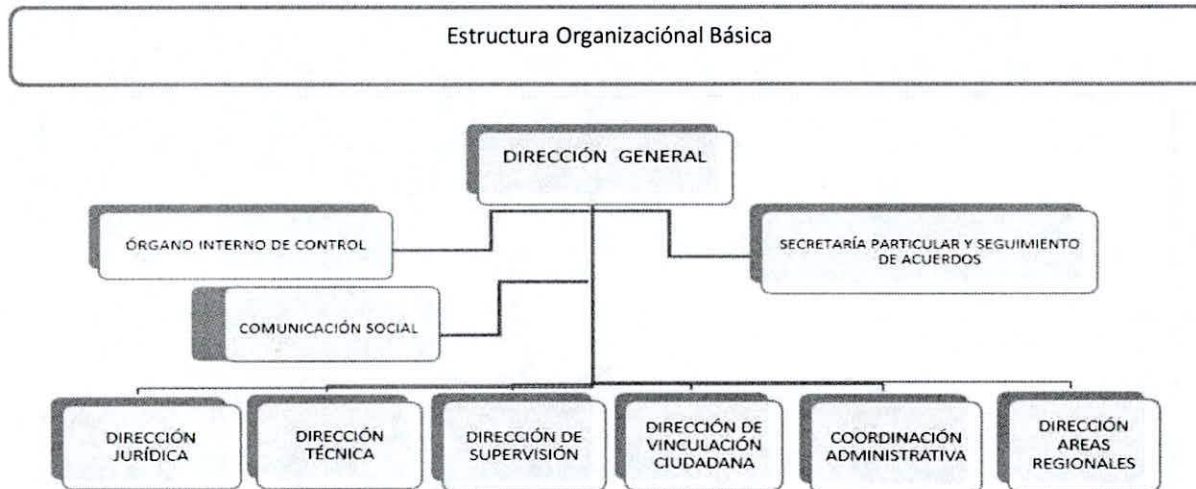 Estructura Organizaciónal Básica
DIRECCIÓN GENERAL
ÓRGANO INTERNO DE CONTROL
SECRETARÍA PARTICULAR Y SEGUIMIENTO
DE ACUERDOS
COMUNICACIÓN SOCIAL
DIRECCIÓN
JURÍDICA
DIRECCIÓN
TÉCNICA
DIRECCIÓN DE
SUPERVISIÓN
DIRECCIÓN DE
VINCULACIÓN
CIUDADANA
COORDINACIÓN
ADMINISTRATIVA
DIRECCIÓN
AREAS
REGIONALES